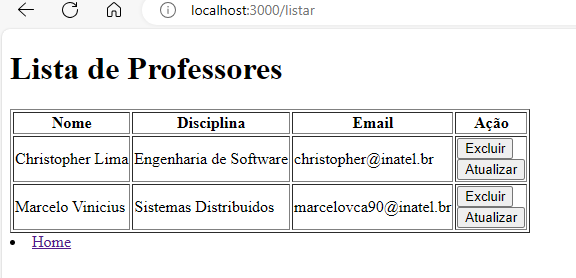 localhost:3000/listar
Lista de Professores
Nome Disciplina Email Ação
Christopher Lima Engenharia de Software christopher@inatel.br Excluir
Atualizar
Marcelo Vinicius Sistemas Distribuidos marcelovca90@inatel.br Excluir
Atualizar
Home